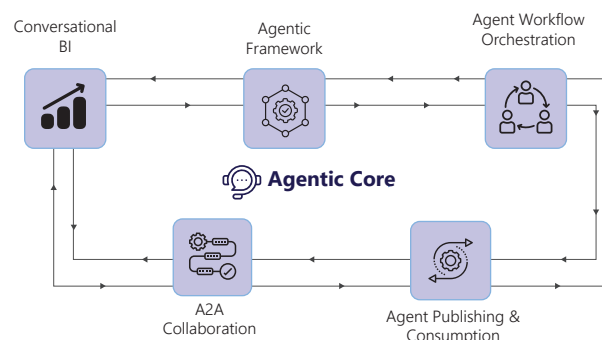 Conversational
BI
Agentic
Framework
Agent Workflow
Orchestration
Agentic Core
A2A
Collaboration
Agent Publishing &
Consumption